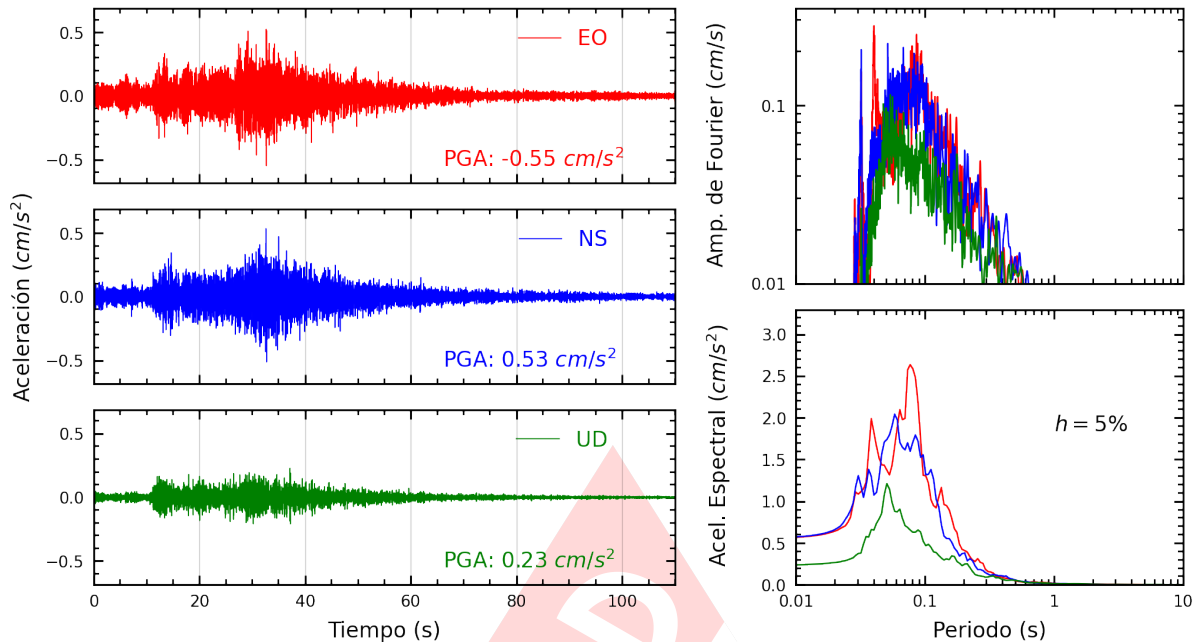 Aceleración (cm/s²)
0.5
0.0
−0.5
EO
PGA: -0.55 cm/s²
0.5
0.0
−0.5
NS
PGA: 0.53 cm/s²
0.5
0.0
−0.5
UD
PGA: 0.23 cm/s²
0 20 40 60 80 100
Tiempo (s)
Amp. de Fourier (cm/s)
0.1
0.01
Acel. Espectral (cm/s²)
3.0
2.5
2.0
1.5
1.0
0.5
0.0
h = 5%
0.01 0.1 1 10
Periodo (s)